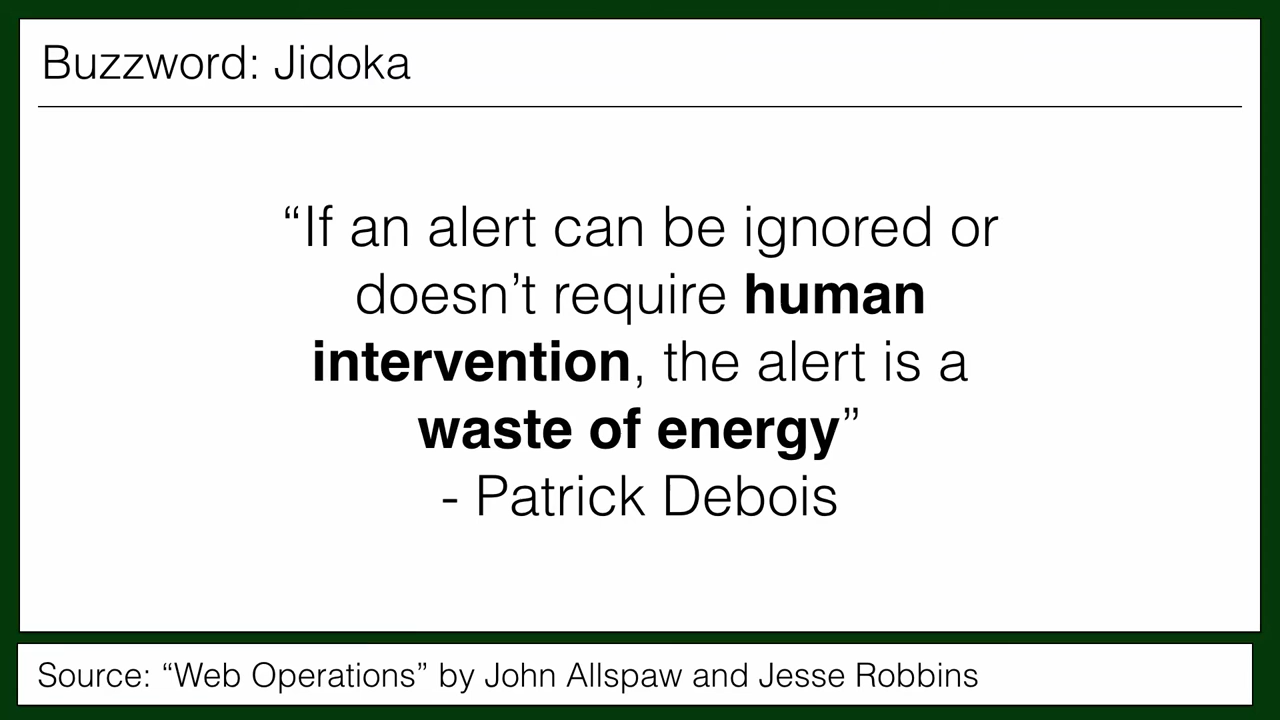 Buzzword: Jidoka
“If an alert can be ignored or
doesn’t require human
intervention, the alert is a
waste of energy”
- Patrick Debois
Source: “Web Operations” by John Allspaw and Jesse Robbins